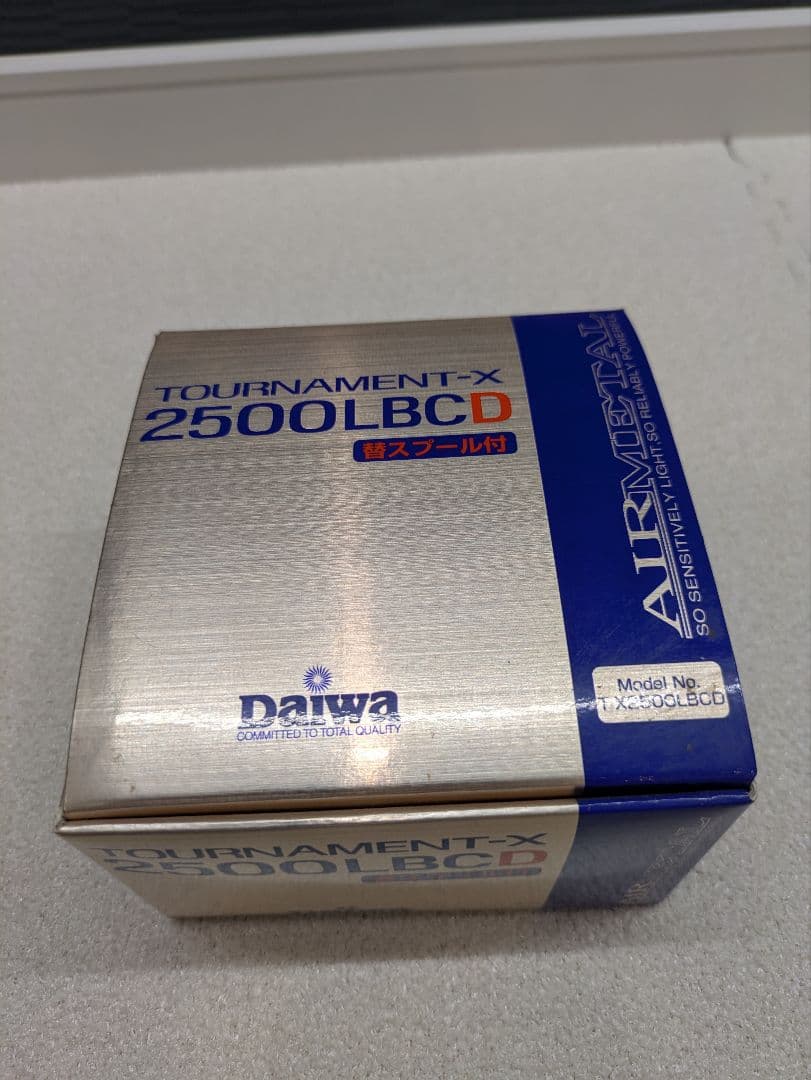 TOURNAMENT-X
2500LBCD
替スプール付
Daiwa
COMMITTED TO TOTAL QUALITY
AIRMETAL
SO SENSITIVELY LIGHT. SO RELIABLY POWERFUL
Model No.
T X2500LBCD
TOURNAMENT-X
2500LBCD